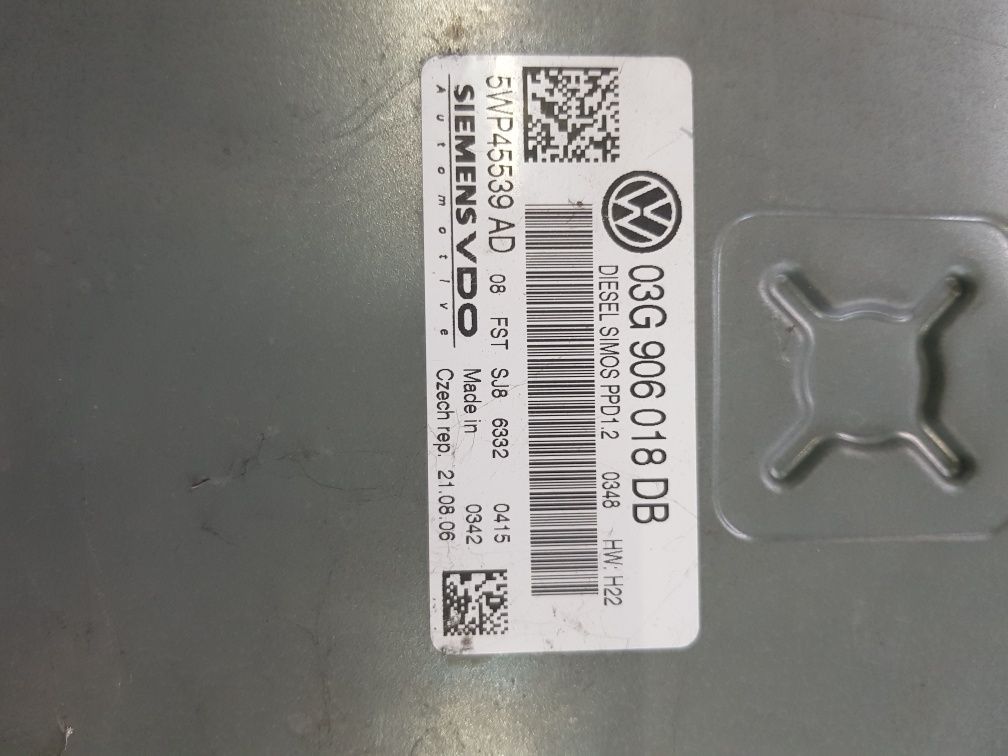 03G 906 018 DB
DIESEL SIMOS PPD1.2 0348 HW: H22
5WP45539 AD 08 FST SJ8 6332 0415
SIEMENS VDO Made in 0342
Automotive Czech rep. 21.08.06